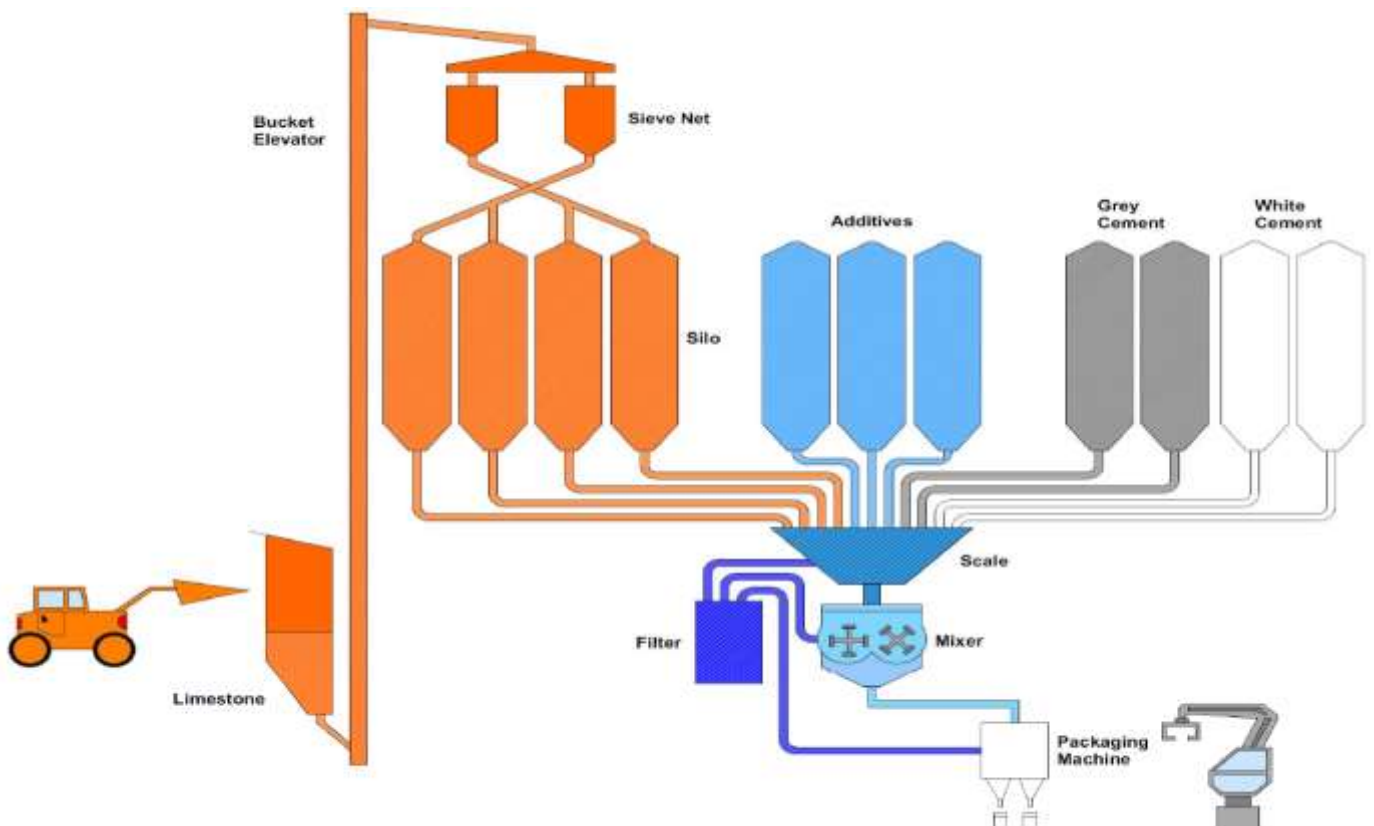 Bucket
Elevator
Sieve Net
Additives
Grey
Cement
White
Cement
Silo
Scale
Filter
Mixer
Limestone
Packaging
Machine